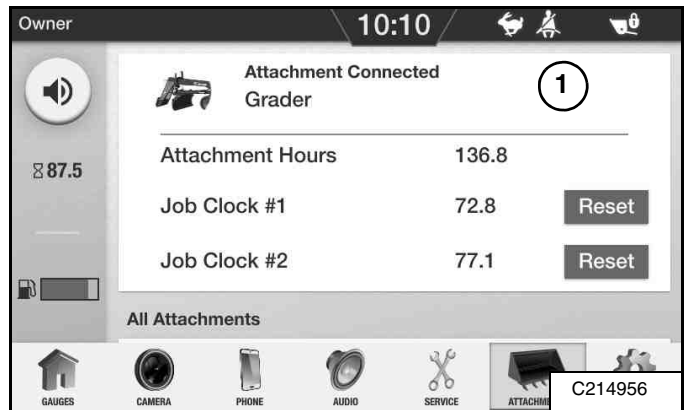 Owner
10:10
Attachment Connected
1
Grader
Attachment Hours 136.8
87.5
Job Clock #1 72.8 Reset
Job Clock #2 77.1 Reset
All Attachments
GAUGES CAMERA PHONE AUDIO SERVICE ATTACHM
C214956